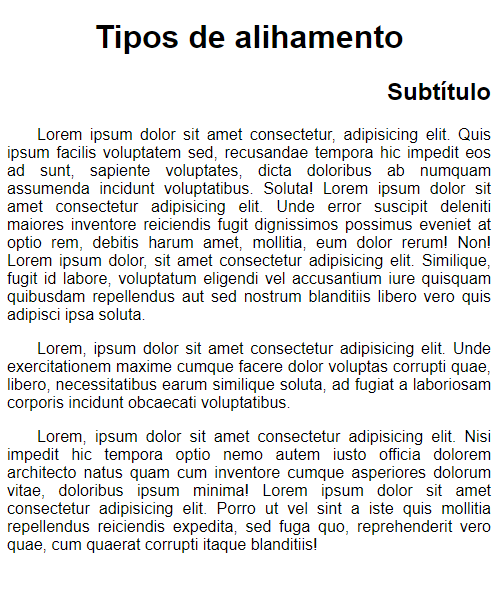 Tipos de alihamento
Subtítulo
Lorem ipsum dolor sit amet consectetur, adipisicing elit. Quis
ipsum facilis voluptatem sed, recusandae tempora hic impedit eos
ad sunt, sapiente voluptates, dicta doloribus ab numquam
assumenda incidunt voluptatibus. Soluta! Lorem ipsum dolor sit
amet consectetur adipisicing elit. Unde error suscipit deleniti
maiores inventore reiciendis fugit dignissimos possimus eveniet at
optio rem, debitis harum amet, mollitia, eum dolor rerum! Non!
Lorem ipsum dolor, sit amet consectetur adipisicing elit. Similique,
fugit id labore, voluptatum eligendi vel accusantium iure quisquam
quibusdam repellendus aut sed nostrum blanditiis libero vero quis
adipisci ipsa soluta.
Lorem, ipsum dolor sit amet consectetur adipisicing elit. Unde
exercitationem maxime cumque facere dolor voluptas corrupti quae,
libero, necessitatibus earum similique soluta, ad fugiat a laboriosam
corporis incidunt obcaecati voluptatibus.
Lorem, ipsum dolor sit amet consectetur adipisicing elit. Nisi
impedit hic tempora optio nemo autem iusto officia dolorem
architecto natus quam cum inventore cumque asperiores dolorum
vitae, doloribus ipsum minima! Lorem ipsum dolor sit amet
consectetur adipisicing elit. Porro ut vel sint a iste quis mollitia
repellendus reiciendis expedita, sed fuga quo, reprehenderit vero
quae, cum quaerat corrupti itaque blanditiis!